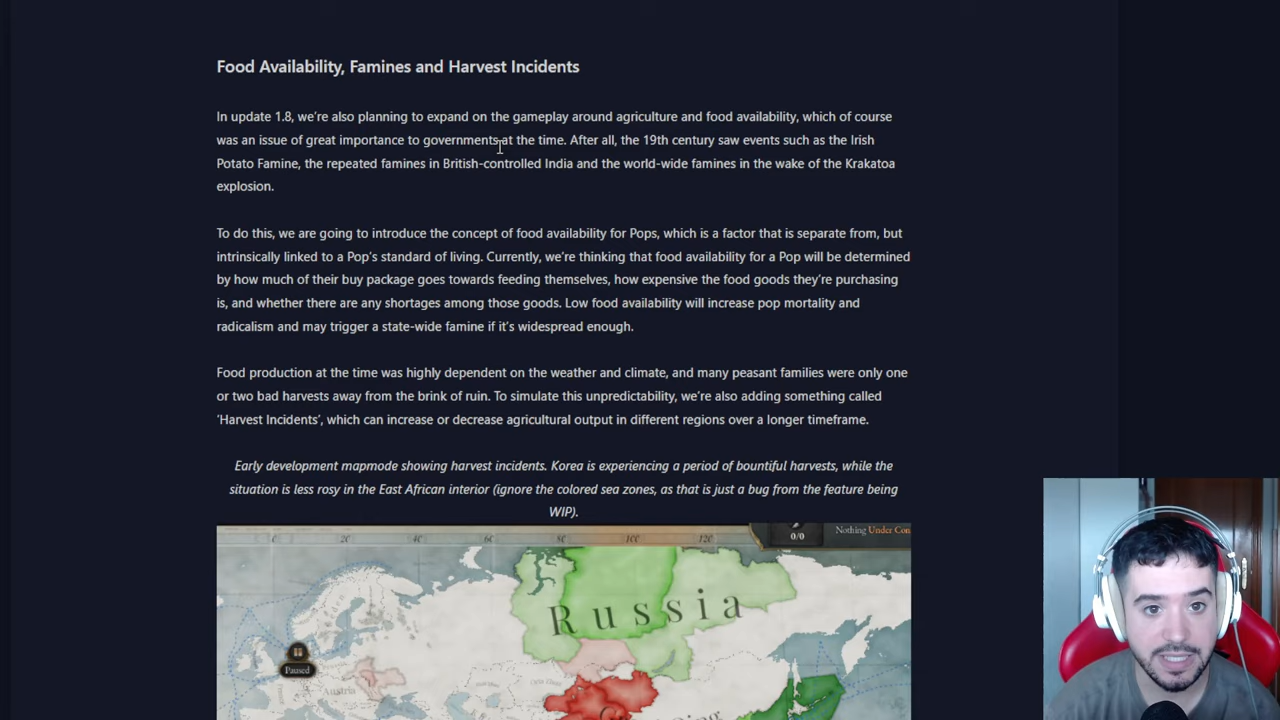 Food Availability, Famines and Harvest Incidents
In update 1.8, we're also planning to expand on the gameplay around agriculture and food availability, which of course
was an issue of great importance to governments at the time. After all, the 19th century saw events such as the Irish
Potato Famine, the repeated famines in British-controlled India and the world-wide famines in the wake of the Krakatoa
explosion.
To do this, we are going to introduce the concept of food availability for Pops, which is a factor that is separate from, but
intrinsically linked to a Pop's standard of living. Currently, we're thinking that food availability for a Pop will be determined
by how much of their buy package goes towards feeding themselves, how expensive the food goods they're purchasing
is, and whether there are any shortages among those goods. Low food availability will increase pop mortality and
radicalism and may trigger a state-wide famine if it's widespread enough.
Food production at the time was highly dependent on the weather and climate, and many peasant families were only one
or two bad harvests away from the brink of ruin. To simulate this unpredictability, we're also adding something called
'Harvest Incidents', which can increase or decrease agricultural output in different regions over a longer timeframe.
Early development mapmode showing harvest incidents. Korea is experiencing a period of bountiful harvests, while the
situation is less rosy in the East African interior (ignore the colored sea zones, as that is just a bug from the feature being
WIP).
0/0
Nothing Under Con
20
40
60
80
100
120
Russia
Paused
Austria